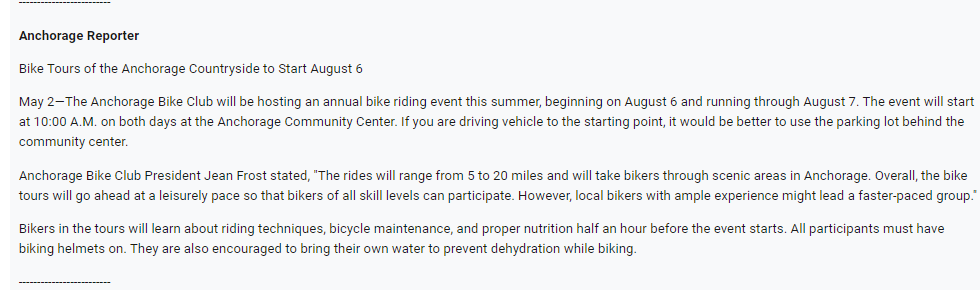 -------------------------
Anchorage Reporter
Bike Tours of the Anchorage Countryside to Start August 6
May 2—The Anchorage Bike Club will be hosting an annual bike riding event this summer, beginning on August 6 and running through August 7. The event will start
at 10:00 A.M. on both days at the Anchorage Community Center. If you are driving vehicle to the starting point, it would be better to use the parking lot behind the
community center.
Anchorage Bike Club President Jean Frost stated, "The rides will range from 5 to 20 miles and will take bikers through scenic areas in Anchorage. Overall, the bike
tours will go ahead at a leisurely pace so that bikers of all skill levels can participate. However, local bikers with ample experience might lead a faster-paced group."
Bikers in the tours will learn about riding techniques, bicycle maintenance, and proper nutrition half an hour before the event starts. All participants must have
biking helmets on. They are also encouraged to bring their own water to prevent dehydration while biking.
-------------------------